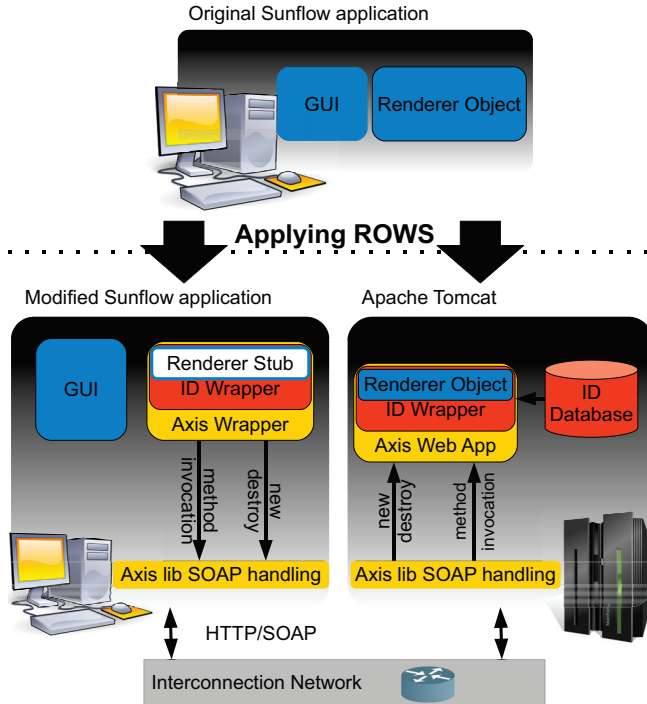 Original Sunflow application
GUI
Renderer Object
Applying ROWS
Modified Sunflow application
Apache Tomcat
GUI
Renderer Stub
ID Wrapper
Axis Wrapper
Renderer Object
ID Wrapper
Axis Web App
ID
Database
method
invocation
new
destroy
new
destroy
method
invocation
Axis lib SOAP handling
Axis lib SOAP handling
HTTP/SOAP
Interconnection Network